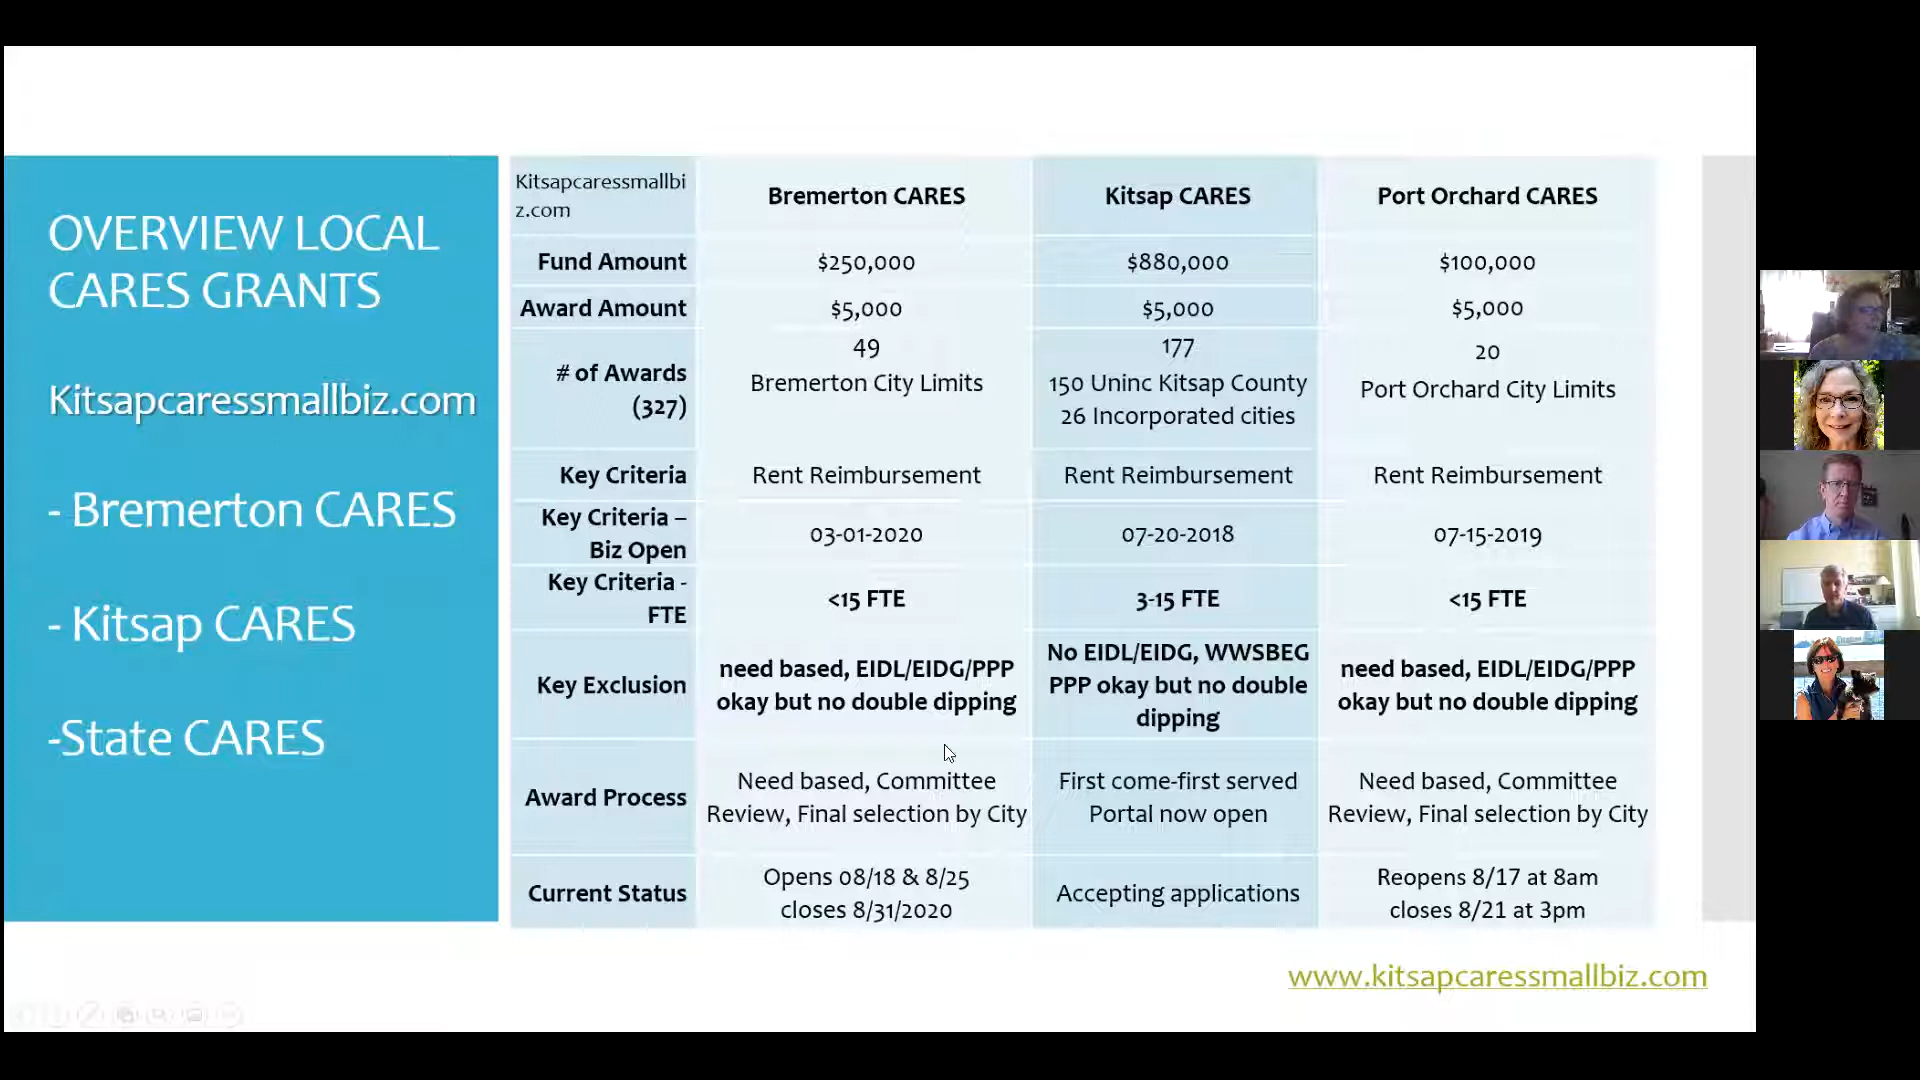 OVERVIEW LOCAL
CARES GRANTS
Kitsapcaressmallbiz.com
- Bremerton CARES
- Kitsap CARES
-State CARES
Kitsapcaressmallbi
z.com
Bremerton CARES
Kitsap CARES
Port Orchard CARES
Fund Amount
$250,000
$880,000
$100,000
Award Amount
$5,000
$5,000
$5,000
# of Awards
(327)
49
Bremerton City Limits
177
150 Uninc Kitsap County
26 Incorporated cities
20
Port Orchard City Limits
Key Criteria
Rent Reimbursement
Rent Reimbursement
Rent Reimbursement
Key Criteria –
Biz Open
03-01-2020
07-20-2018
07-15-2019
Key Criteria -
FTE
<15 FTE
3-15 FTE
<15 FTE
Key Exclusion
need based, EIDL/EIDG/PPP
okay but no double dipping
No EIDL/EIDG, WWSBEG
PPP okay but no double
dipping
need based, EIDL/EIDG/PPP
okay but no double dipping
Award Process
Need based, Committee
Review, Final selection by City
First come-first served
Portal now open
Need based, Committee
Review, Final selection by City
Current Status
Opens 08/18 & 8/25
closes 8/31/2020
Accepting applications
Reopens 8/17 at 8am
closes 8/21 at 3pm
www.kitsapcaressmallbiz.com